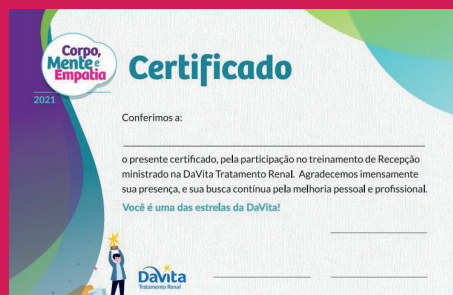 Corpo,
Mente e
Empatia
2021
Certificado
Conferimos a:
o presente certificado, pela participação no treinamento de Recepção
ministrado na DaVita Tratamento Renal. Agradecemos imensamente
sua presença, e sua busca contínua pela melhoria pessoal e profissional.
Você é uma das estrelas da DaVita!
DaVita
Tratamento Renal